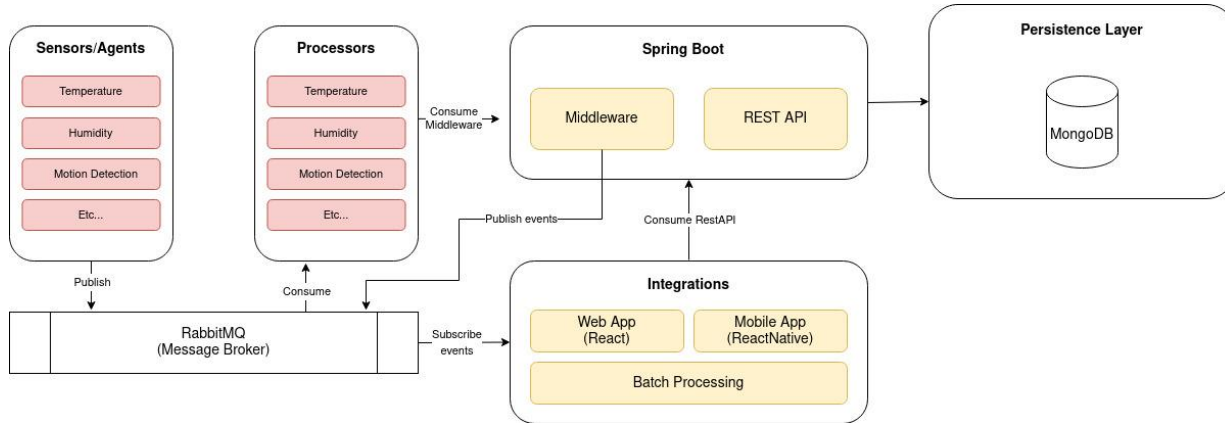 Sensors/Agents
Temperature
Humidity
Motion Detection
Etc...
Publish
Processors
Temperature
Humidity
Motion Detection
Etc...
Consume
RabbitMQ
(Message Broker)
Consume
Middleware
Spring Boot
Middleware
REST API
Publish events
Consume RestAPI
Subscribe
events
Integrations
Web App
(React)
Mobile App
(ReactNative)
Batch Processing
Persistence Layer
MongoDB